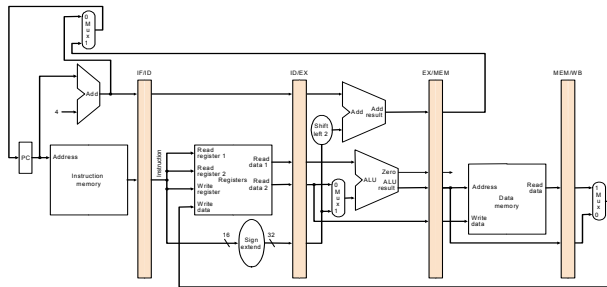 0
M
u
x
1
IF/ID
ID/EX
EX/MEM
MEM/WB
Add
4
Shift
left 2
Add
Add
result
PC
Address
Instruction
memory
Instruction
Read
register 1
Read
register 2
Write
register
Write
data
Registers
Read
data 1
Read
data 2
0
M
u
x
1
Zero
ALU
ALU
result
Address
Write
data
Data
memory
Read
data
1
M
u
x
0
16
Sign
extend
32